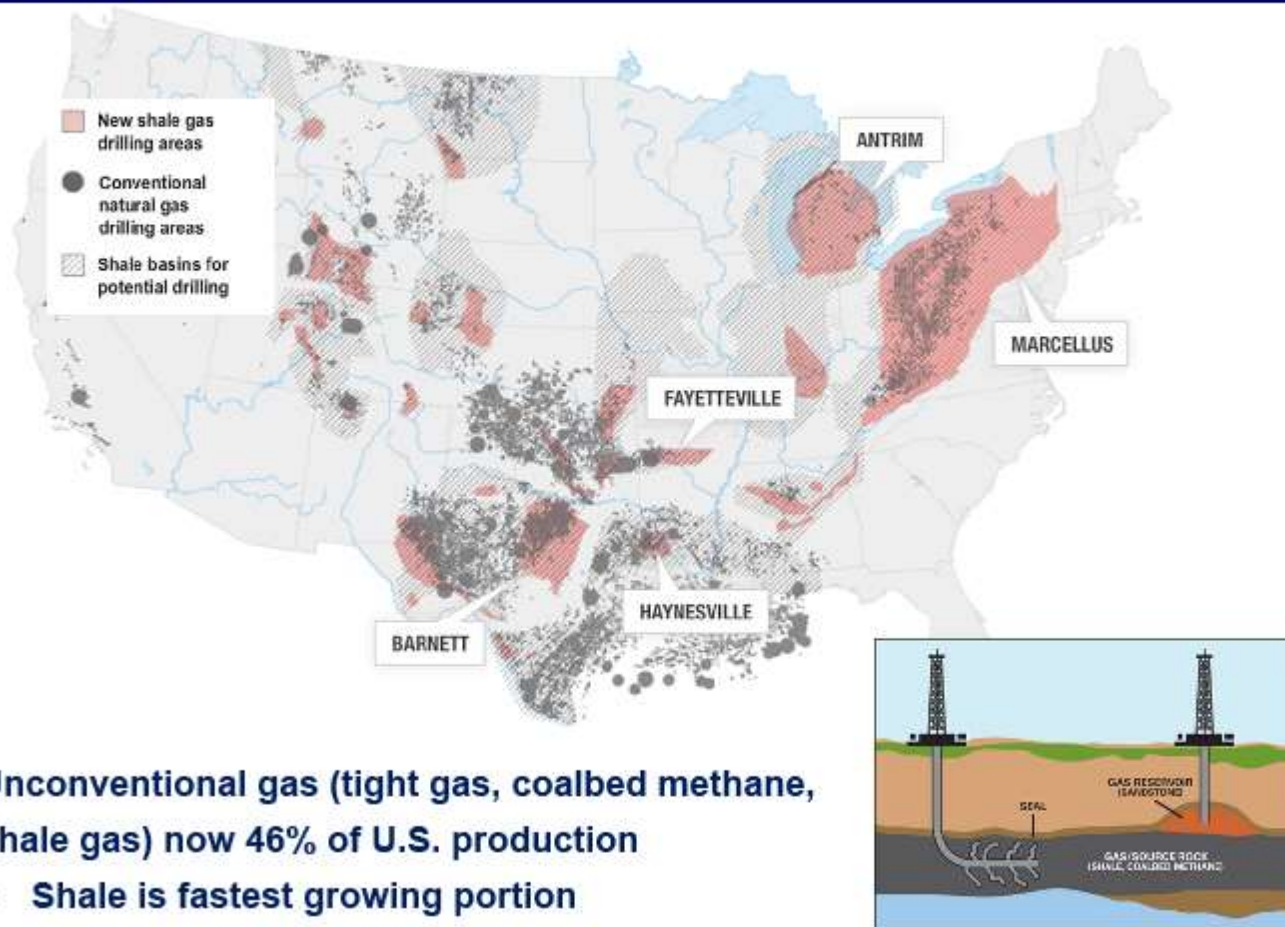 New shale gas
drilling areas
Conventional
natural gas
drilling areas
Shale basins for
potential drilling
ANTRIM
MARCELLUS
FAYETTEVILLE
HAYNESVILLE
BARNETT
Unconventional gas (tight gas, coalbed methane,
hale gas) now 46% of U.S. production
Shale is fastest growing portion
GAS RESERVOIR
(SANDSTONE)
SEAL
GAS/SOURCE ROCK
(SHALE, COALBED METHANE)